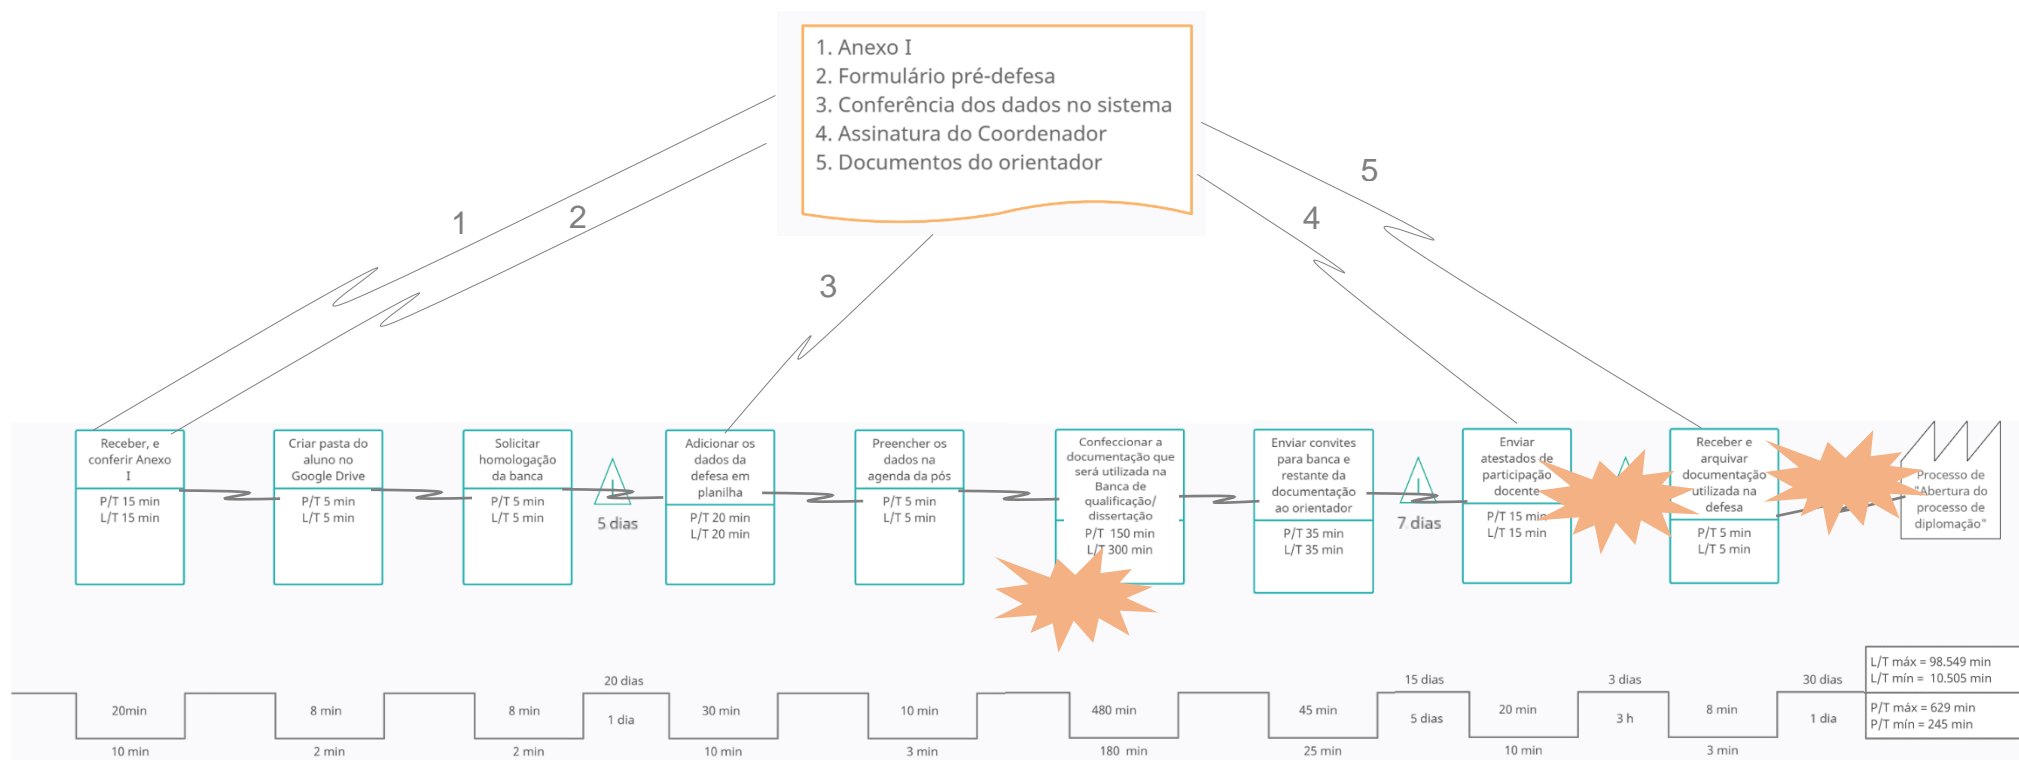 1. Anexo I
2. Formulário pré-defesa
3. Conferência dos dados no sistema
4. Assinatura do Coordenador
5. Documentos do orientador
1
2
3
4
5
Receber, e
conferir Anexo
I
P/T 15 min
L/T 15 min
Criar pasta do
aluno no
Google Drive
P/T 5 min
L/T 5 min
Solicitar
homologação
da banca
P/T 5 min
L/T 5 min
I
5 dias
Adicionar os
dados da
defesa em
planilha
P/T 20 min
L/T 20 min
Preencher os
dados na
agenda da pós
P/T 5 min
L/T 5 min
Confeccionar a
documentação que
será utilizada na
Banca de
qualificação/
dissertação
P/T 150 min
L/T 300 min
Enviar convites
para banca e
restante da
documentação
ao orientador
P/T 35 min
L/T 35 min
I
7 dias
Enviar
atestados de
participação
docente
P/T 15 min
L/T 15 min
Receber e
arquivar
documentação
utilizada na
defesa
P/T 5 min
L/T 5 min
Processo de
"Abertura do
processo de
diplomação"
20min
10 min
8 min
2 min
8 min
2 min
20 dias
1 dia
30 min
10 min
10 min
3 min
480 min
180 min
45 min
25 min
15 dias
5 dias
20 min
10 min
3 dias
3 h
8 min
3 min
30 dias
1 dia
L/T máx = 98.549 min
L/T mín = 10.505 min
P/T máx = 629 min
P/T mín = 245 min